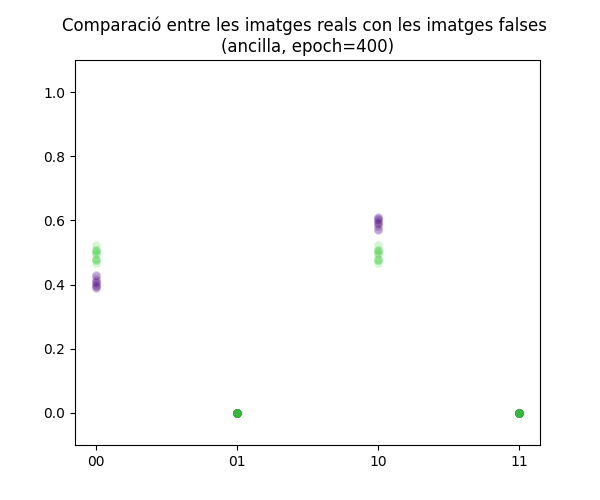 Comparació entre les imatges reals con les imatges falses
(ancilla, epoch=400)
1.0
0.8
0.6
0.4
0.2
0.0
00 01 10 11